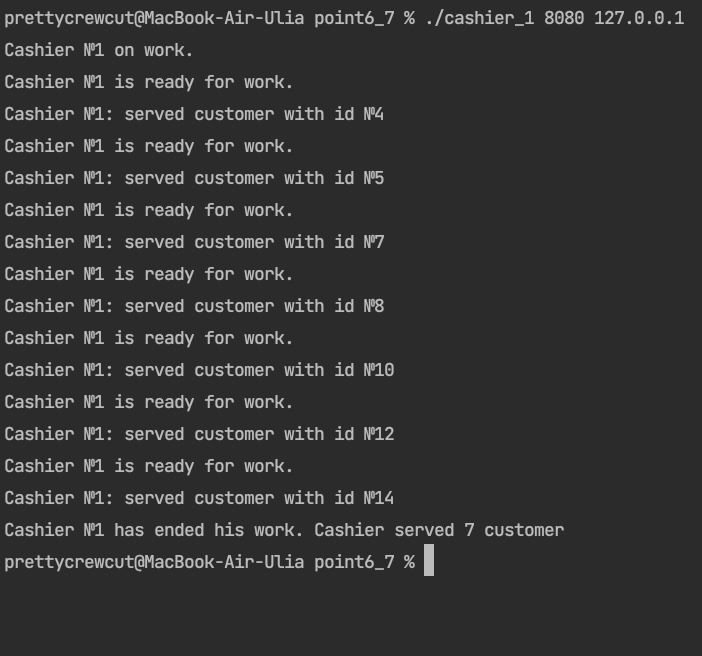 prettycrewcut@MacBook-Air-Ulia point6_7 % ./cashier_1 8080 127.0.0.1
Cashier №1 on work.
Cashier №1 is ready for work.
Cashier №1: served customer with id №4
Cashier №1 is ready for work.
Cashier №1: served customer with id №5
Cashier №1 is ready for work.
Cashier №1: served customer with id №7
Cashier №1 is ready for work.
Cashier №1: served customer with id №8
Cashier №1 is ready for work.
Cashier №1: served customer with id №10
Cashier №1 is ready for work.
Cashier №1: served customer with id №12
Cashier №1 is ready for work.
Cashier №1: served customer with id №14
Cashier №1 has ended his work. Cashier served 7 customer
prettycrewcut@MacBook-Air-Ulia point6_7 %